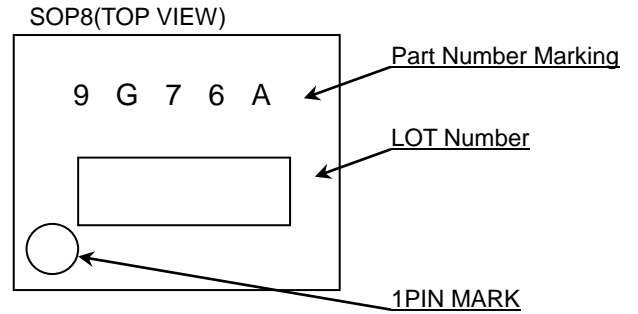 SOP8(TOP VIEW)
Part Number Marking
9 G 7 6 A
LOT Number
1PIN MARK